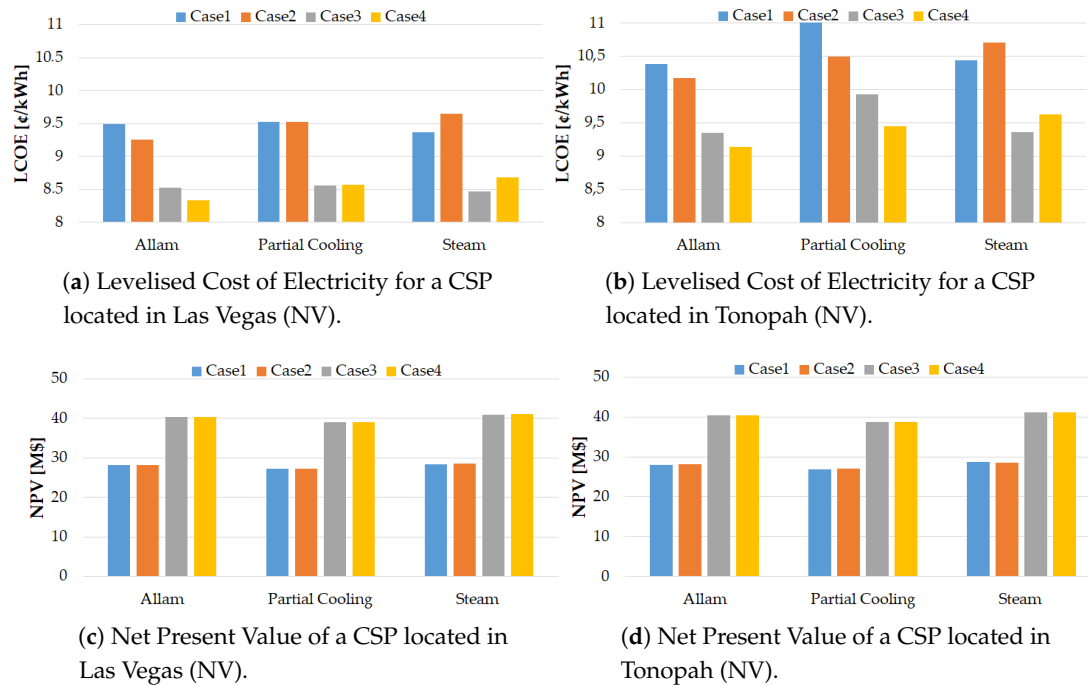 Case1 Case2 Case3 Case4
11
10,5
10
9,5
9
8,5
8
LCOE [¢/kWh]
Allam Partial Cooling Steam
(a) Levelised Cost of Electricity for a CSP
located in Las Vegas (NV).
Case1 Case2 Case3 Case4
11
10,5
10
9,5
9
8,5
8
LCOE [¢/kWh]
Allam Partial Cooling Steam
(b) Levelised Cost of Electricity for a CSP
located in Tonopah (NV).
Case1 Case2 Case3 Case4
50
40
30
20
10
0
NPV [M$]
Allam Partial Cooling Steam
(c) Net Present Value of a CSP located in
Las Vegas (NV).
Case1 Case2 Case3 Case4
50
40
30
20
10
0
NPV [M$]
Allam Partial Cooling Steam
(d) Net Present Value of a CSP located in
Tonopah (NV).